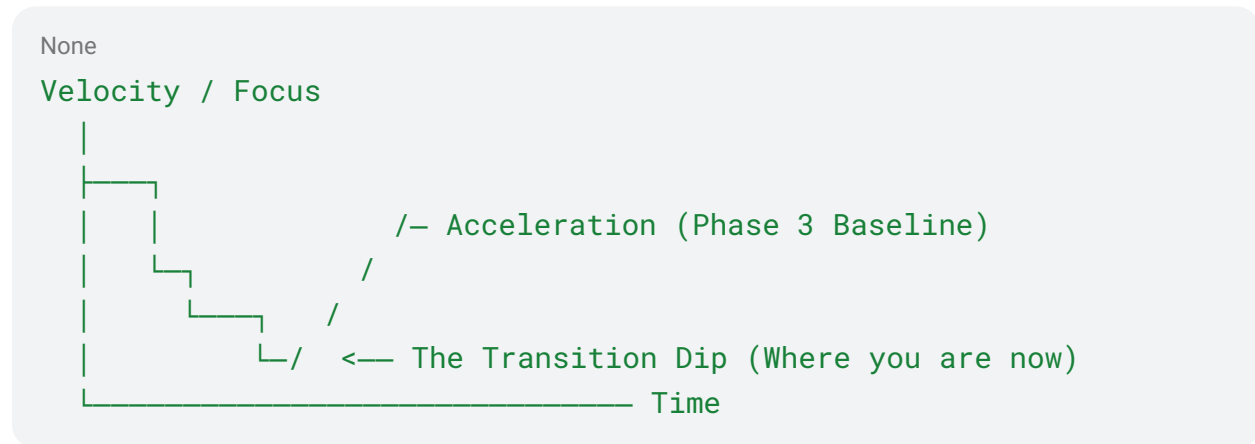 None
Velocity / Focus
/— Acceleration (Phase 3 Baseline)
<—— The Transition Dip (Where you are now)
Time